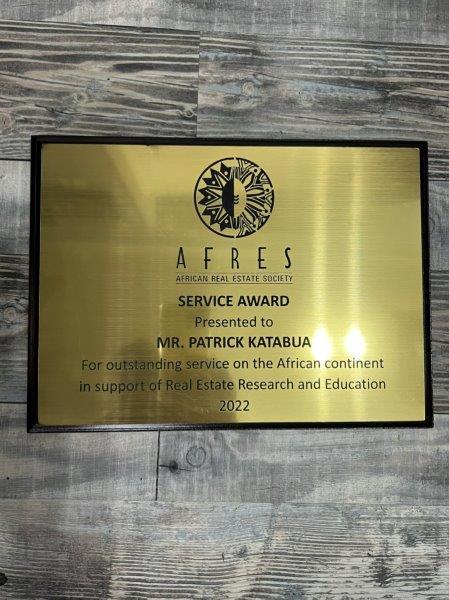 AFRES
AFRICAN REAL ESTATE SOCIETY
SERVICE AWARD
Presented to
MR. PATRICK KATABUA
For outstanding service on the African continent
in support of Real Estate Research and Education
2022